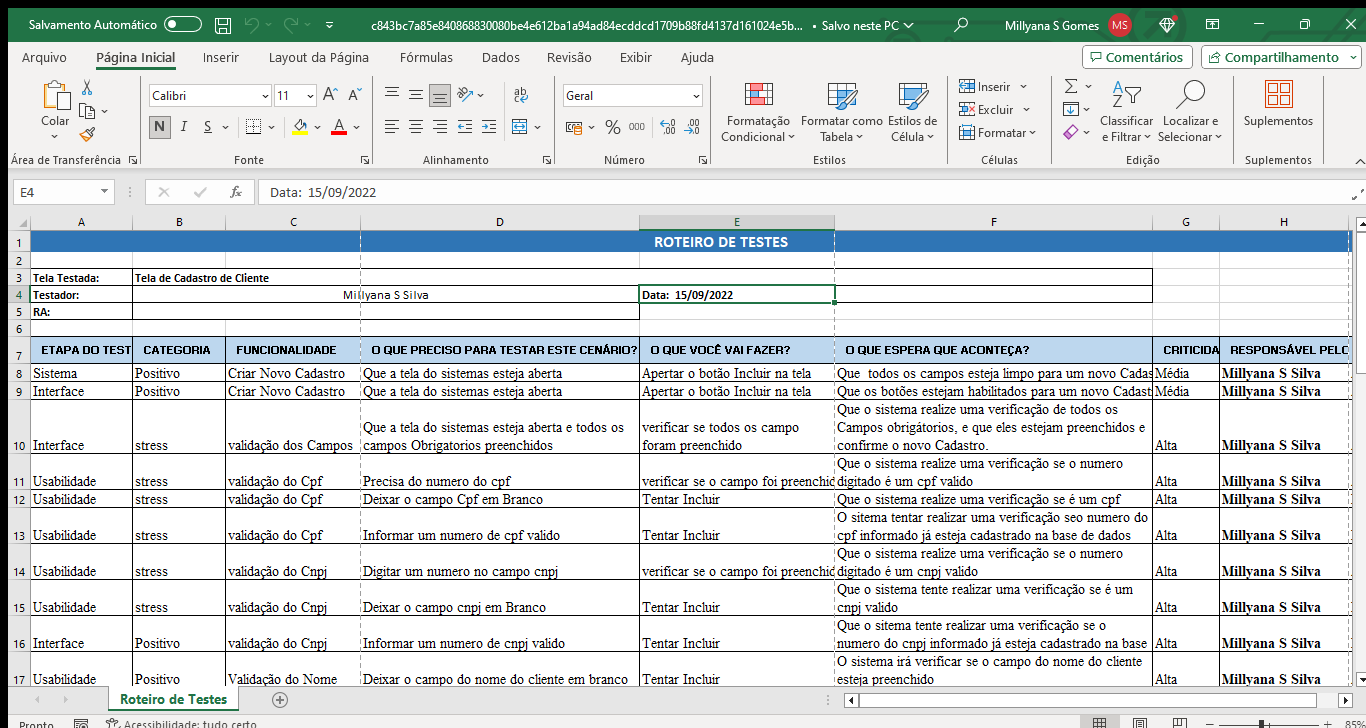 Salvamento Automático c843bc7a85e840868830080be4e612ba1a94ad84ecddcd1709b88fd4137d161024e5b... • Salvo neste PC Millyana S Gomes MS
Arquivo Página Inicial Inserir Layout da Página Fórmulas Dados Revisão Exibir Ajuda Comentários Compartilhamento
Colar
Calibri 11
N I S
A A
ab
Geral
% 000
Formatação Condicional
Formatar como Tabela
Estilos de Célula
Inserir
Excluir
Formatar
Classificar e Filtrar
Localizar e Selecionar
Suplementos
Área de Transferência Fonte Alinhamento Número Estilos Células Edição Suplementos
E4 fx Data: 15/09/2022
A B C D E F G H
1 ROTEIRO DE TESTES
2
3 Tela Testada: Tela de Cadastro de Cliente
4 Testador: Millyana S Silva Data: 15/09/2022
5 RA:
6
7 ETAPA DO TEST CATEGORIA FUNCIONALIDADE O QUE PRECISO PARA TESTAR ESTE CENÁRIO? O QUE VOCÊ VAI FAZER? O QUE ESPERA QUE ACONTEÇA? CRITICIDA RESPONSÁVEL PELO
8 Sistema Positivo Criar Novo Cadastro Que a tela do sistemas esteja aberta Apertar o botão Incluir na tela Que todos os campos esteja limpo para um novo Cadas Média Millyana S Silva
9 Interface Positivo Criar Novo Cadastro Que a tela do sistemas esteja aberta Apertar o botão Incluir na tela Que os botões estejam habilitados para um novo Cadast Média Millyana S Silva
Que o sistema realize uma verificação de todos os
Que a tela do sistemas esteja aberta e todos os verificar se todos os campo Campos obrigátórios, e que eles estejam preenchidos e
10 Interface stress validação dos Campos campos Obrigatorios preenchidos foram preenchido confirme o novo Cadastro. Alta Millyana S Silva
Que o sistema realize uma verificação se o numero
11 Usabilidade stress validação do Cpf Precisa do numero do cpf verificar se o campo foi preenchid digitado é um cpf valido Alta Millyana S Silva
12 Usabilidade stress validação do Cpf Deixar o campo Cpf em Branco Tentar Incluir Que o sistema realize uma verificação se é um cpf Alta Millyana S Silva
O sitema tentar realizar uma verificação seo numero do
13 Usabilidade stress validação do Cpf Informar um numero de cpf valido Tentar Incluir cpf informado já esteja cadastrado na base de dados Alta Millyana S Silva
Que o sistema realize uma verificação se o numero
14 Usabilidade stress validação do Cnpj Digitar um numero no campo cnpj verificar se o campo foi preenchid digitado é um cnpj valido Alta Millyana S Silva
Que o sistema tente realizar uma verificação se é um
15 Usabilidade stress validação do Cnpj Deixar o campo cnpj em Branco Tentar Incluir cnpj valido Alta Millyana S Silva
Que o sitema tente realizar uma verificação se o
16 Interface Positivo validação do Cnpj Informar um numero de cnpj valido Tentar Incluir numero do cnpj informado já esteja cadastrado na base Alta Millyana S Silva
O sistema irá verificar se o campo do nome do cliente
17 Usabilidade Positivo Validação do Nome Deixar o campo do nome do cliente em branco Tentar Incluir esteja preenchido Alta Millyana S Silva
Roteiro de Testes
Pronto Acessibilidade: tudo certo 85%